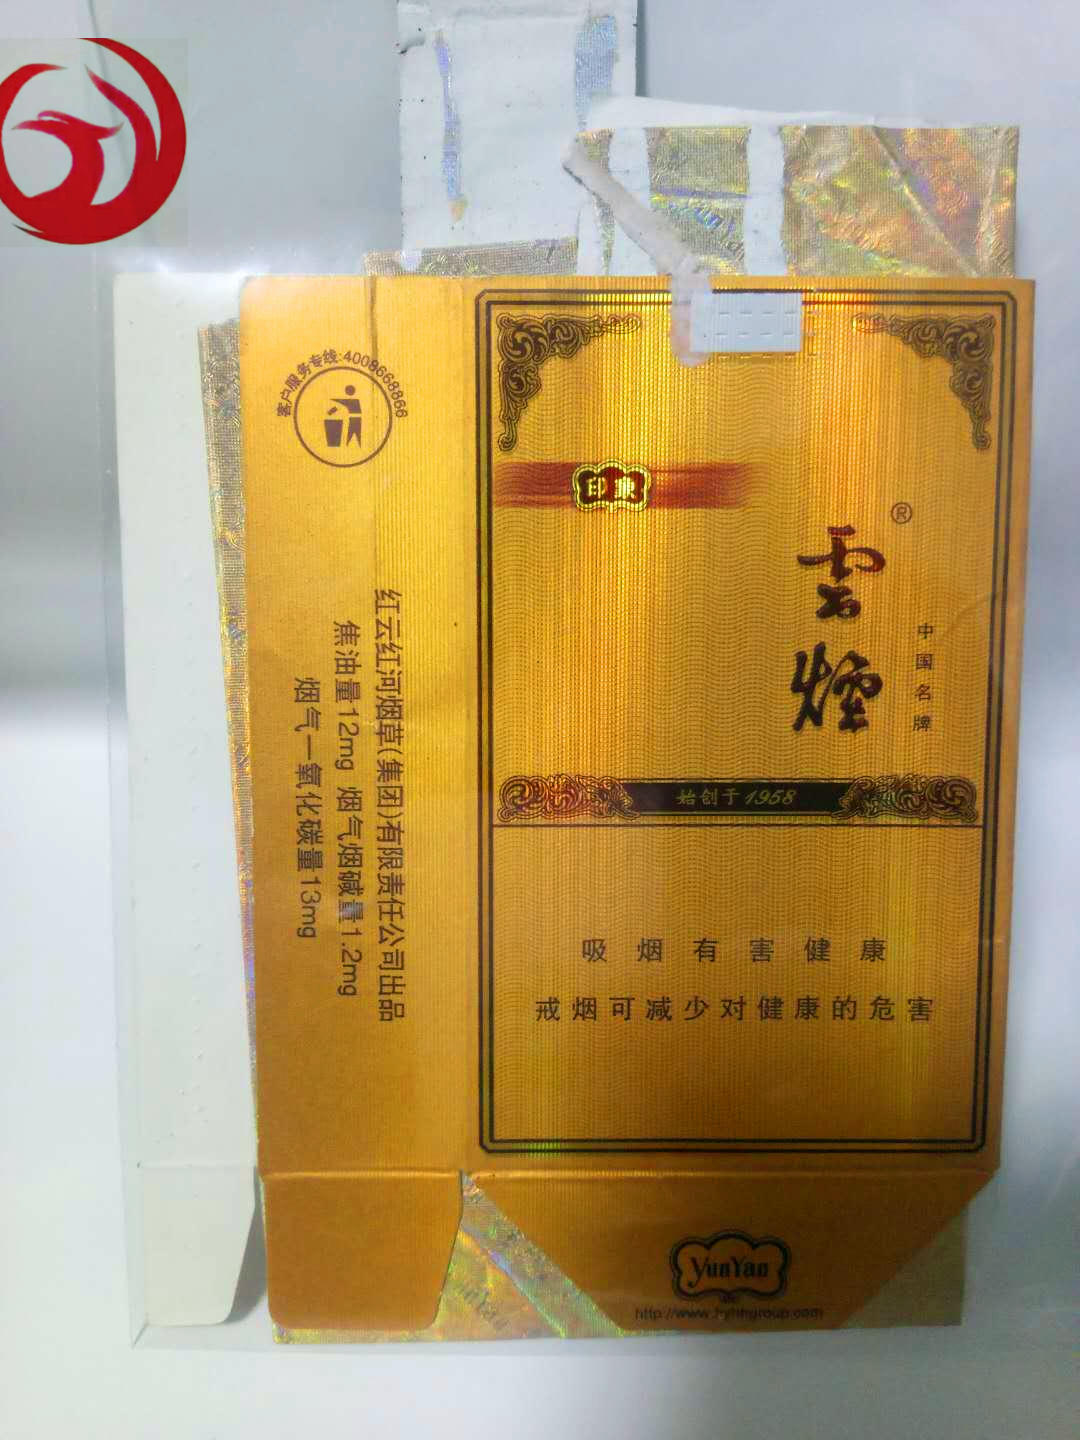 客户服务专线:4008668866
红云红河烟草(集团)有限责任公司出品
焦油量12mg 烟气烟碱量1.2mg
烟气一氧化碳量13mg
印象
雲煙
®
中国名牌
始创于1958
吸烟有害健康
戒烟可减少对健康的危害
YunYan
http://www.hyhhgroup.com